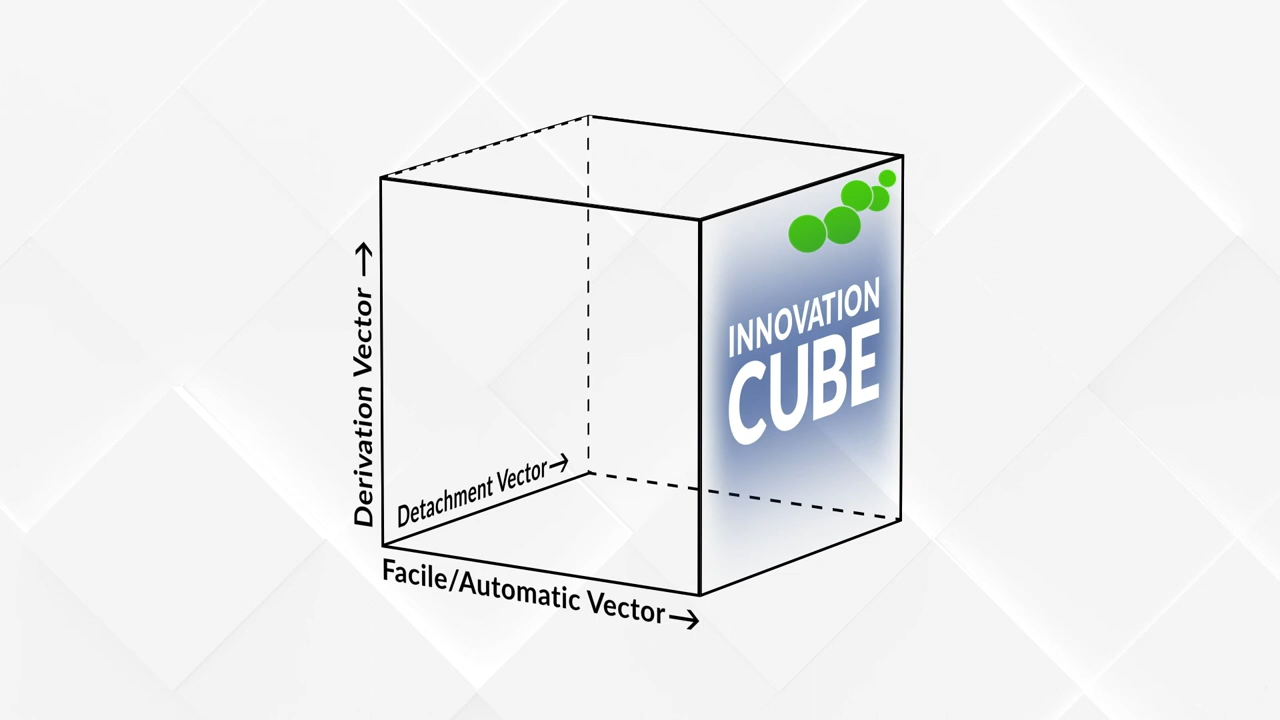 Derivation Vector →
Detachment Vector →
Facile/Automatic Vector →
INNOVATION
CUBE